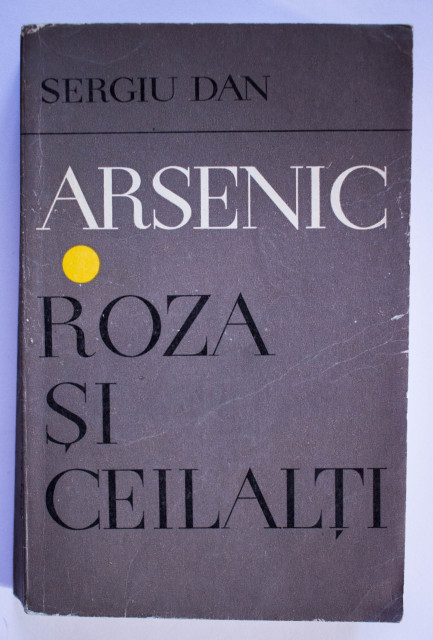 SERGIU DAN
ARSENIC
ROZA
ȘI
CEILALȚI